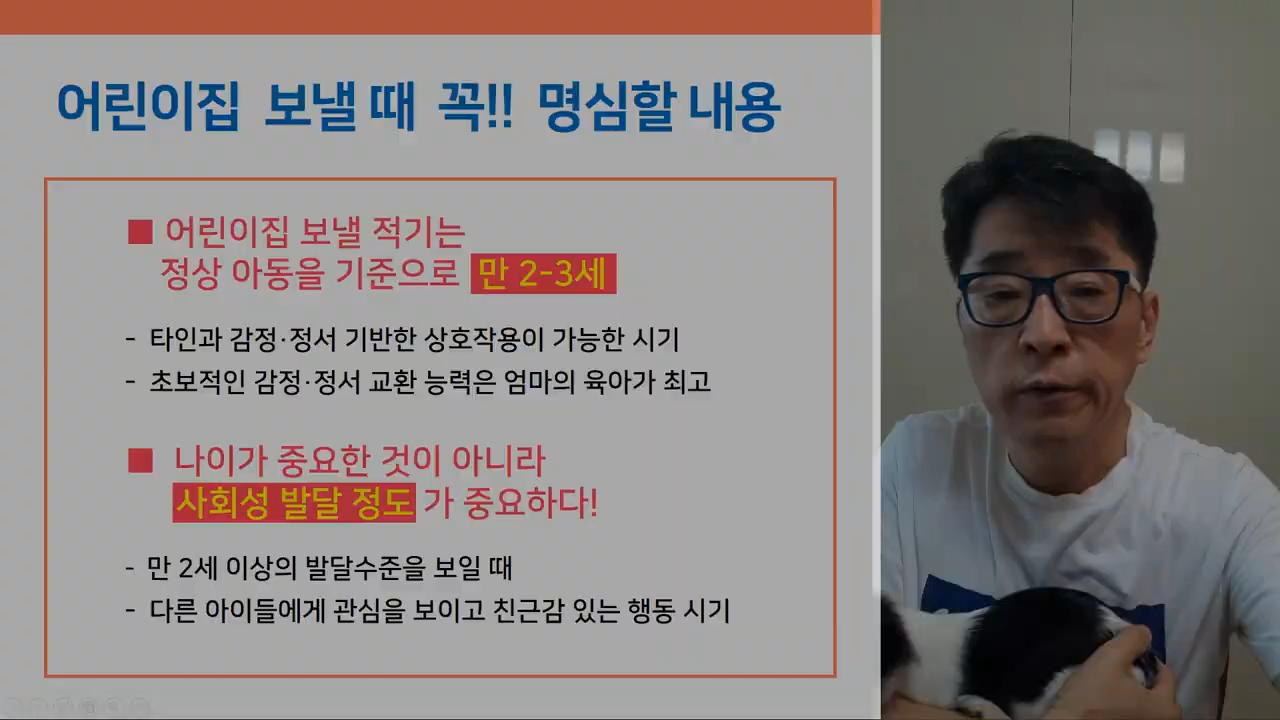 어린이집 보낼 때 꼭!! 명심할 내용
■ 어린이집 보낼 적기는
정상 아동을 기준으로 만 2-3세
- 타인과 감정·정서 기반한 상호작용이 가능한 시기
- 초보적인 감정·정서 교환 능력은 엄마의 육아가 최고
■ 나이가 중요한 것이 아니라
사회성 발달 정도 가 중요하다!
- 만 2세 이상의 발달수준을 보일 때
- 다른 아이들에게 관심을 보이고 친근감 있는 행동 시기